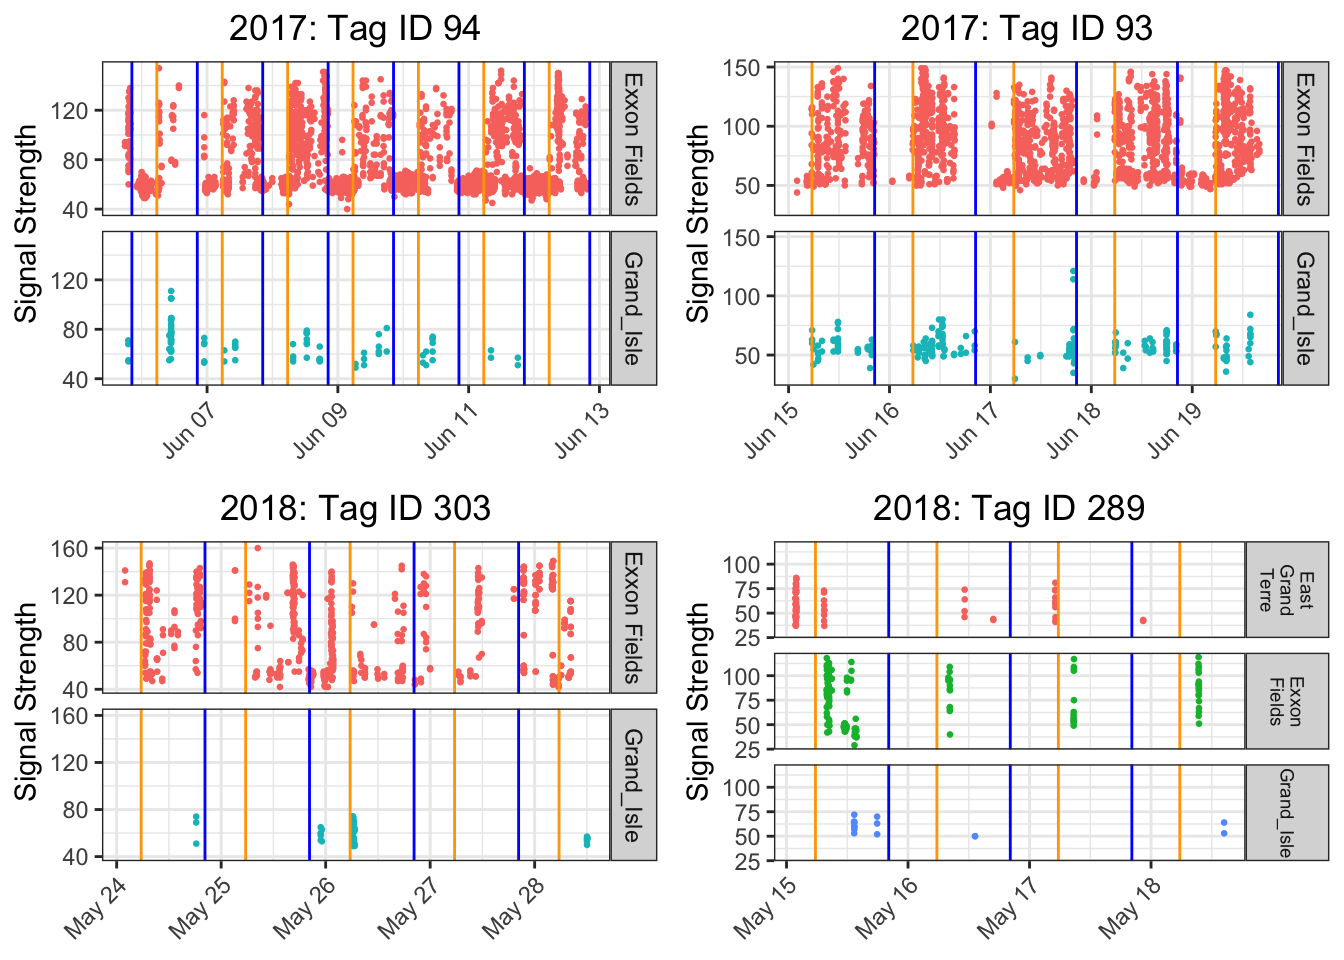 2017: Tag ID 94
Signal Strength
120
80
40
Exxon Fields
120
80
40
Grand_Isle
Jun 07
Jun 09
Jun 11
Jun 13
2017: Tag ID 93
Signal Strength
150
100
50
Exxon Fields
150
100
50
Grand_Isle
Jun 15
Jun 16
Jun 17
Jun 18
Jun 19
2018: Tag ID 303
Signal Strength
160
120
80
40
Exxon Fields
160
120
80
40
Grand_Isle
May 24
May 25
May 26
May 27
May 28
2018: Tag ID 289
Signal Strength
100
75
50
25
East
Grand
Terre
100
75
50
25
Exxon
Fields
100
75
50
25
Grand_Isle
May 15
May 16
May 17
May 18